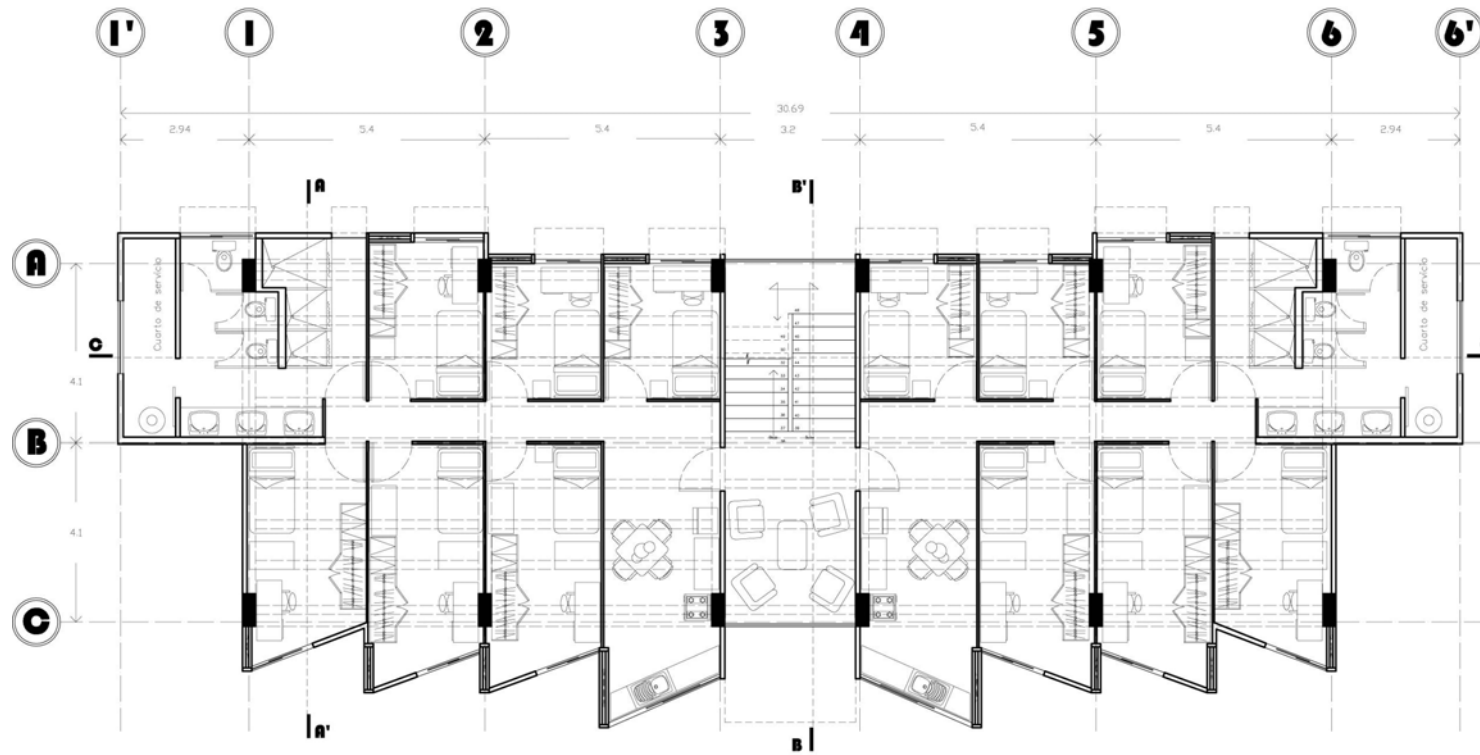 1' 1 2 3 4 5 6 6'
30.69
2.94 5.4 5.4 3.2 5.4 5.4 2.94
A B'
A
Cuarto de servicio
Cuarto de servicio
C
4.1
B
4.1
C
A' B